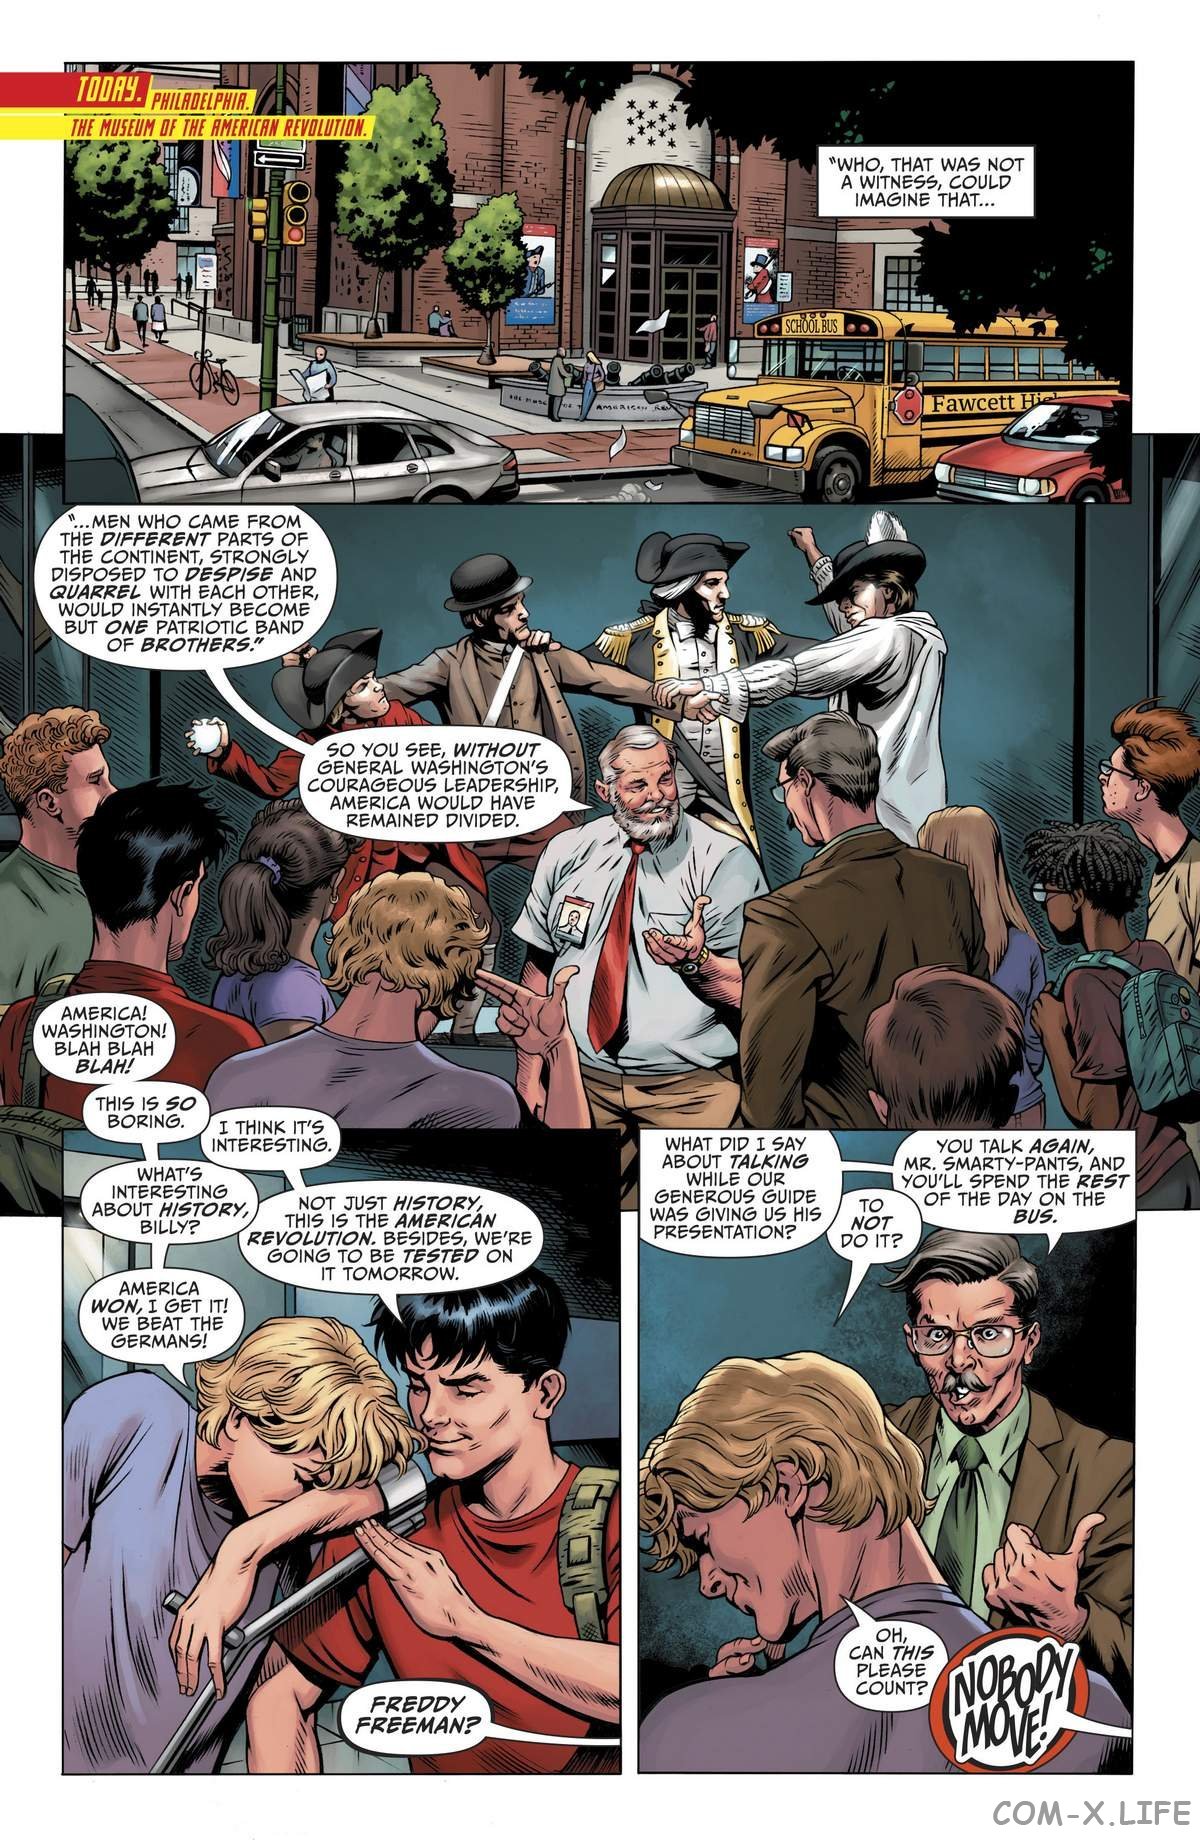 TODAY.
PHILADELPHIA.
THE MUSEUM OF THE AMERICAN REVOLUTION.
"WHO, THAT WAS NOT
A WITNESS, COULD
IMAGINE THAT...
SCHOOL BUS
Fawcett Hi
"...MEN WHO CAME FROM
THE DIFFERENT PARTS OF
THE CONTINENT, STRONGLY
DISPOSED TO DESPISE AND
QUARREL WITH EACH OTHER,
WOULD INSTANTLY BECOME
BUT ONE PATRIOTIC BAND
OF BROTHERS."
SO YOU SEE, WITHOUT
GENERAL WASHINGTON'S
COURAGEOUS LEADERSHIP,
AMERICA WOULD HAVE
REMAINED DIVIDED.
AMERICA!
WASHINGTON!
BLAH BLAH
BLAH!
THIS IS SO
BORING.
I THINK IT'S
INTERESTING.
WHAT'S
INTERESTING
ABOUT HISTORY,
BILLY?
NOT JUST HISTORY,
THIS IS THE AMERICAN
REVOLUTION. BESIDES, WE'RE
GOING TO BE TESTED ON
IT TOMORROW.
AMERICA
WON, I GET IT!
WE BEAT THE
GERMANS!
FREDDY
FREEMAN?
WHAT DID I SAY
ABOUT TALKING
WHILE OUR
GENEROUS GUIDE
WAS GIVING US HIS
PRESENTATION?
TO
NOT
DO IT?
YOU TALK AGAIN,
MR. SMARTY-PANTS, AND
YOU'LL SPEND THE REST
OF THE DAY ON THE
BUS.
OH,
CAN THIS
PLEASE
COUNT?
NOBODY
MOVE!
COM-X.LIFE